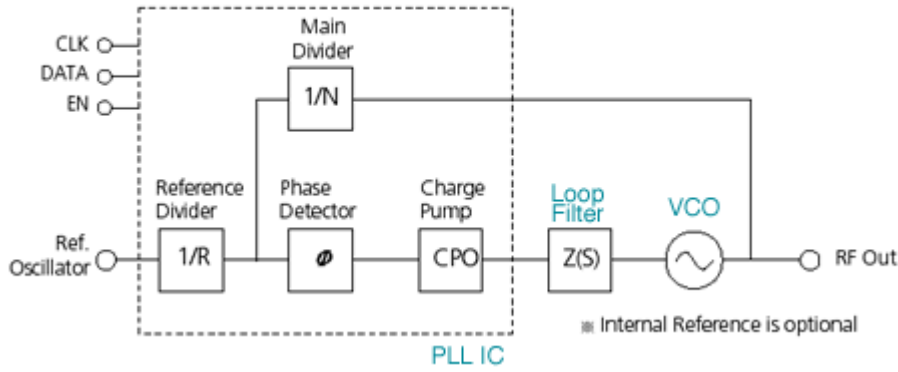 CLK
DATA
EN
Main
Divider
1/N
Reference
Divider
1/R
Phase
Detector
Φ
Charge
Pump
CPO
Loop
Filter
Z(S)
VCO
Ref.
Oscillator
RF Out
※ Internal Reference is optional
PLL IC